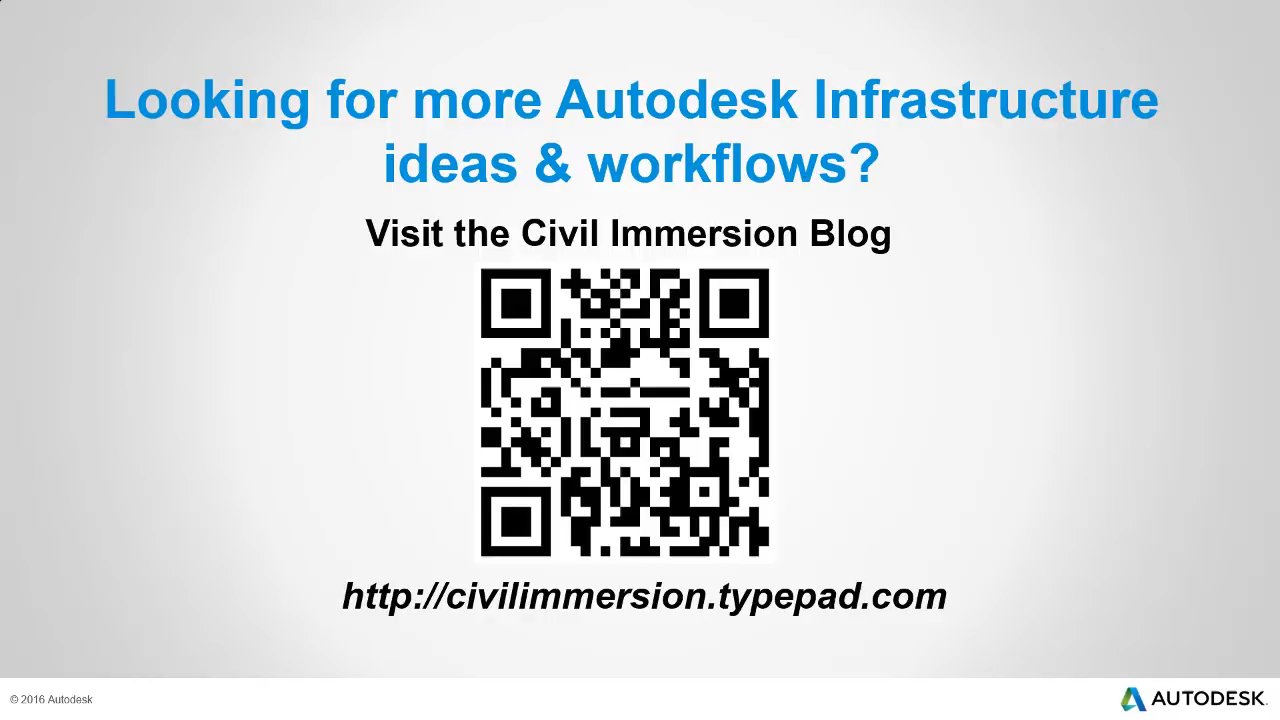 Looking for more Autodesk Infrastructure
ideas & workflows?
Visit the Civil Immersion Blog
http://civilimmersion.typepad.com
© 2016 Autodesk
AUTODESK.